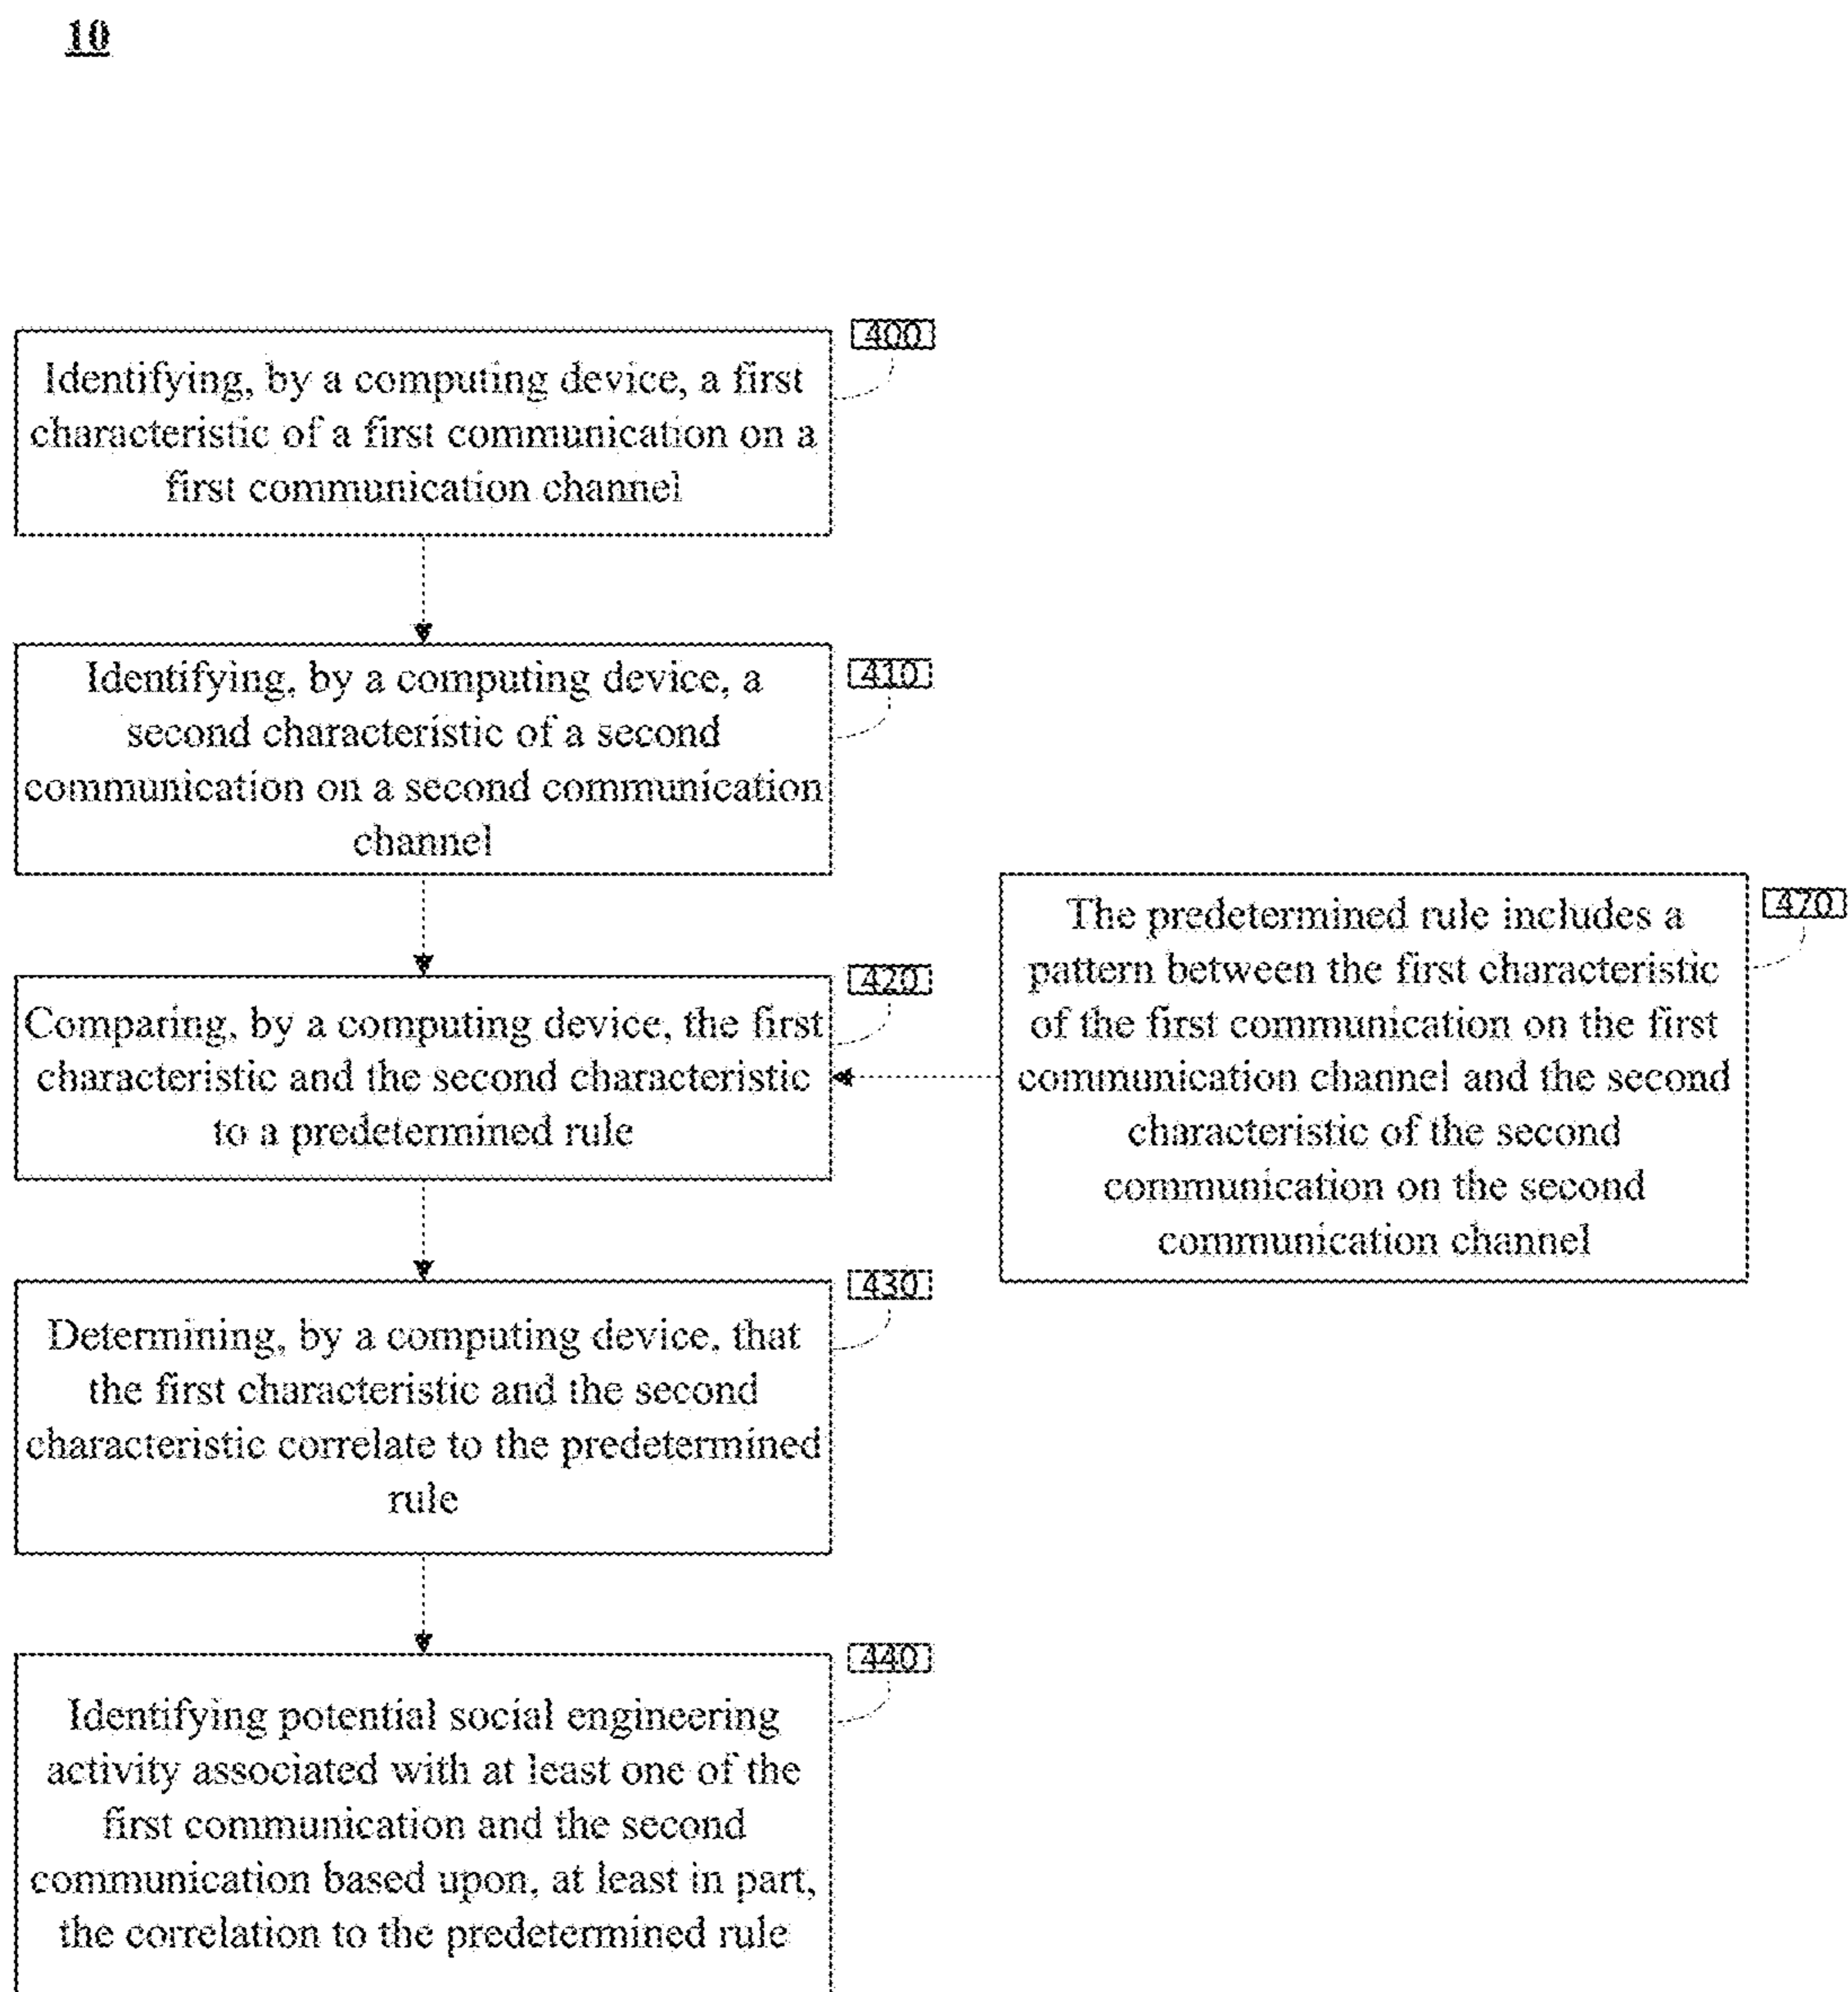 10
400
Identifying, by a computing device, a first
characteristic of a first communication on a
first communication channel
410
Identifying, by a computing device, a
second characteristic of a second
communication on a second communication
channel
420
Comparing, by a computing device, the first
characteristic and the second characteristic
to a predetermined rule
470
The predetermined rule includes a
pattern between the first characteristic
of the first communication on the first
communication channel and the second
characteristic of the second
communication on the second
communication channel
430
Determining, by a computing device, that
the first characteristic and the second
characteristic correlate to the predetermined
rule
440
Identifying potential social engineering
activity associated with at least one of the
first communication and the second
communication based upon, at least in part,
the correlation to the predetermined rule